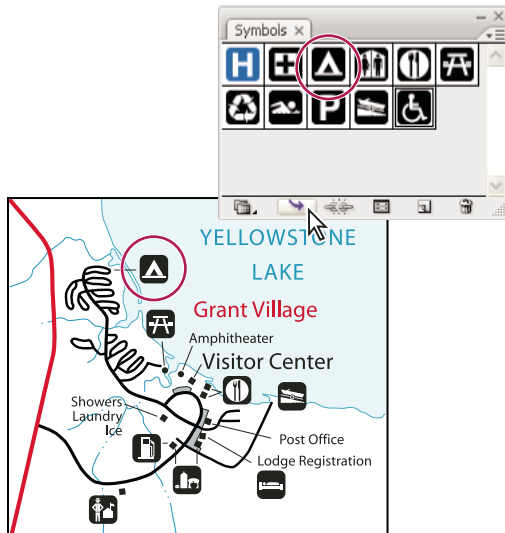 Symbols
H
P
YELLOWSTONE
LAKE
Grant Village
Amphitheater
Visitor Center
Showers
Laundry
Ice
Post Office
Lodge Registration